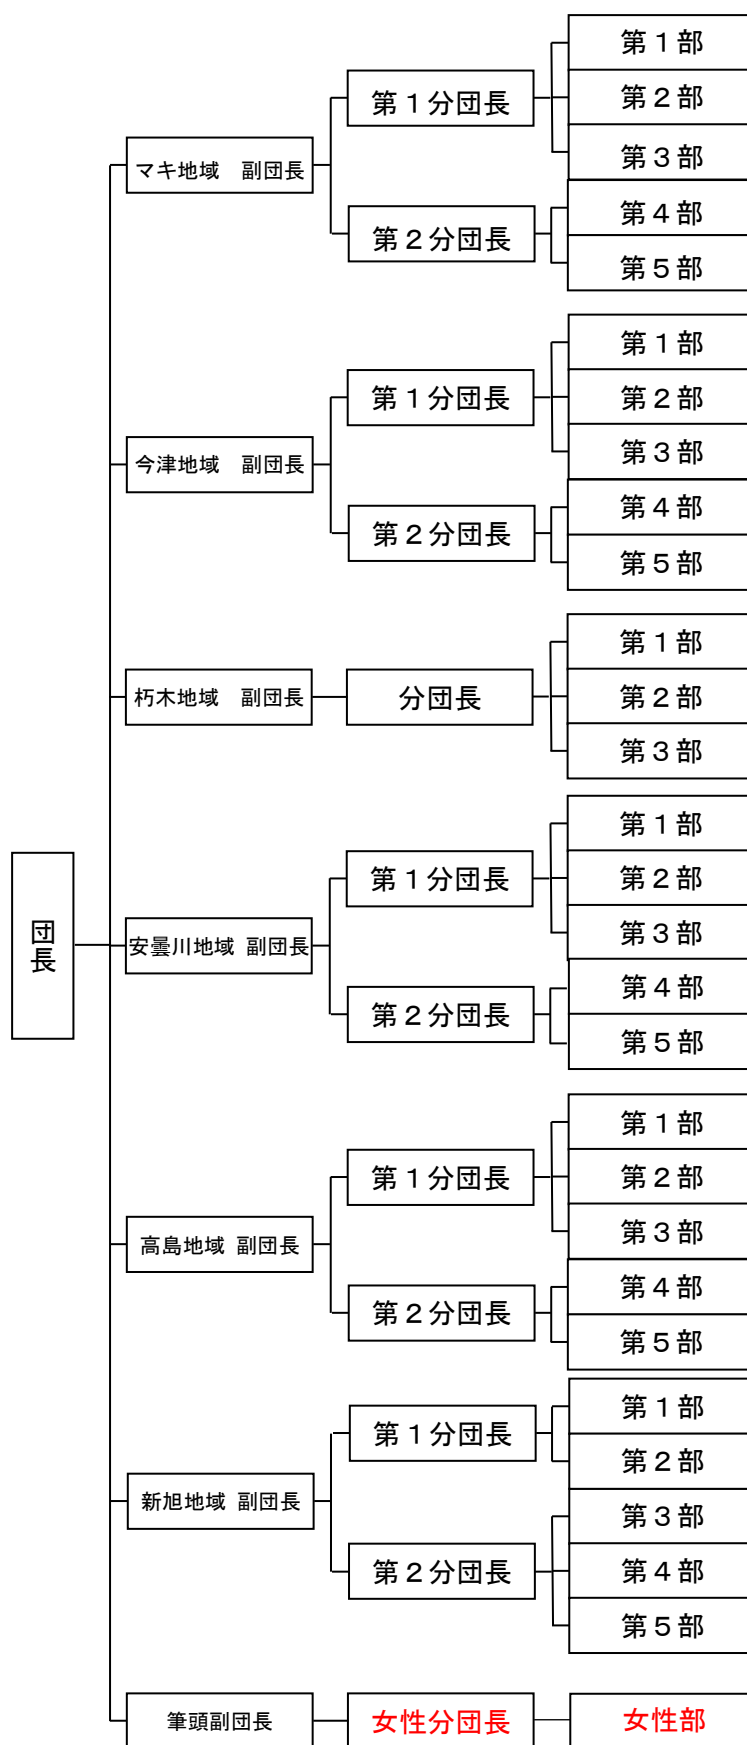 団長
マキ地域　副団長
第１分団長
第１部
第２部
第３部
第２分団長
第４部
第５部
今津地域　副団長
第１分団長
第１部
第２部
第３部
第２分団長
第４部
第５部
朽木地域　副団長
分団長
第１部
第２部
第３部
安曇川地域 副団長
第１分団長
第１部
第２部
第３部
第２分団長
第４部
第５部
高島地域 副団長
第１分団長
第１部
第２部
第３部
第２分団長
第４部
第５部
新旭地域 副団長
第１分団長
第１部
第２部
第２分団長
第３部
第４部
第５部
筆頭副団長
女性分団長
女性部